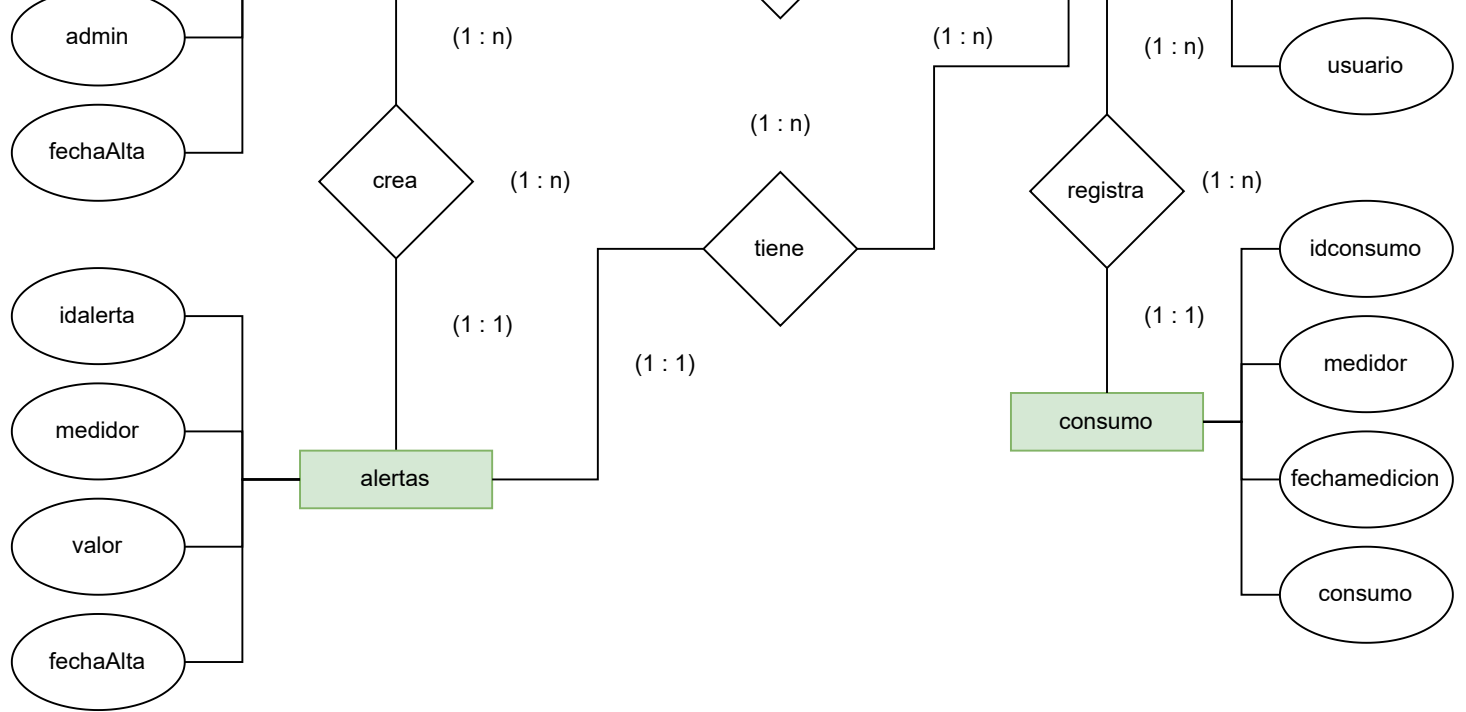 admin
(1 : n)
(1 : n)
(1 : n)
usuario
(1 : n)
fechaAlta
crea
(1 : n)
registra
(1 : n)
tiene
idconsumo
idalerta
(1 : 1)
(1 : 1)
(1 : 1)
medidor
medidor
consumo
alertas
fechamedicion
valor
consumo
fechaAlta